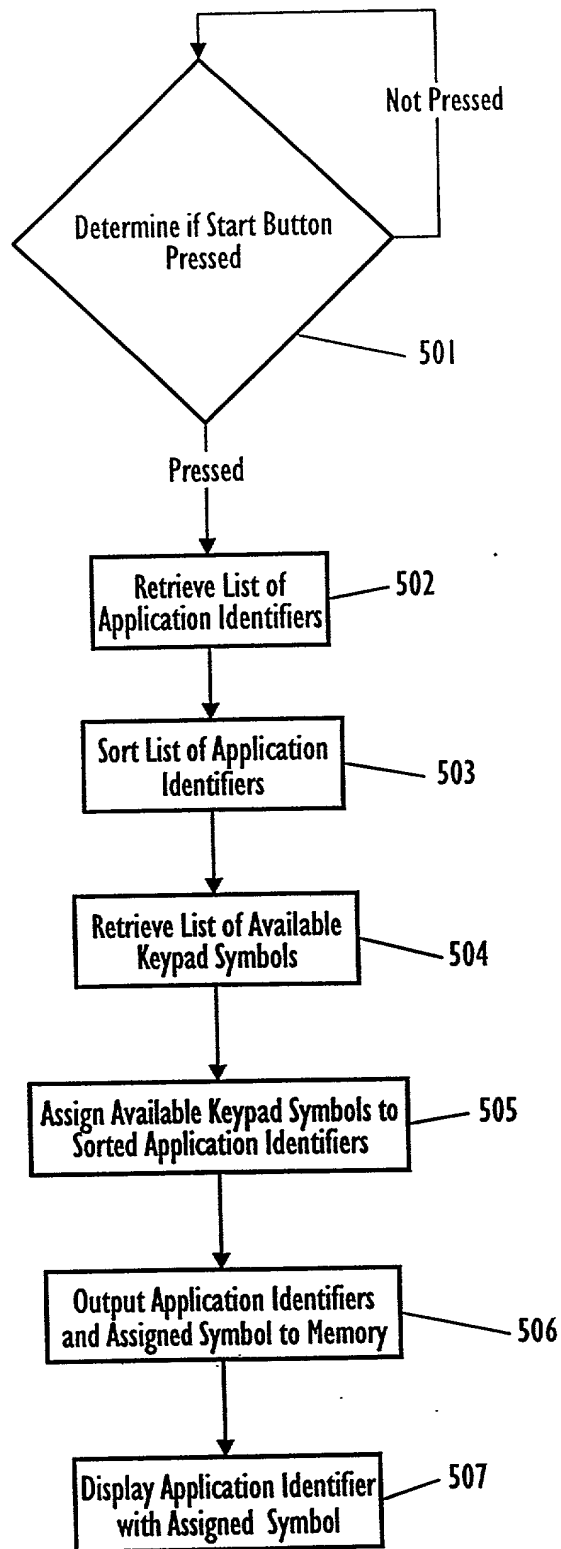 Not Pressed
Determine if Start Button
Pressed
501
Pressed
Retrieve List of
Application Identifiers
502
Sort List of Application
Identifiers
503
Retrieve List of Available
Keypad Symbols
504
Assign Available Keypad Symbols to
Sorted Application Identifiers
505
Output Application Identifiers
and Assigned Symbol to Memory
506
Display Application Identifier
with Assigned Symbol
507